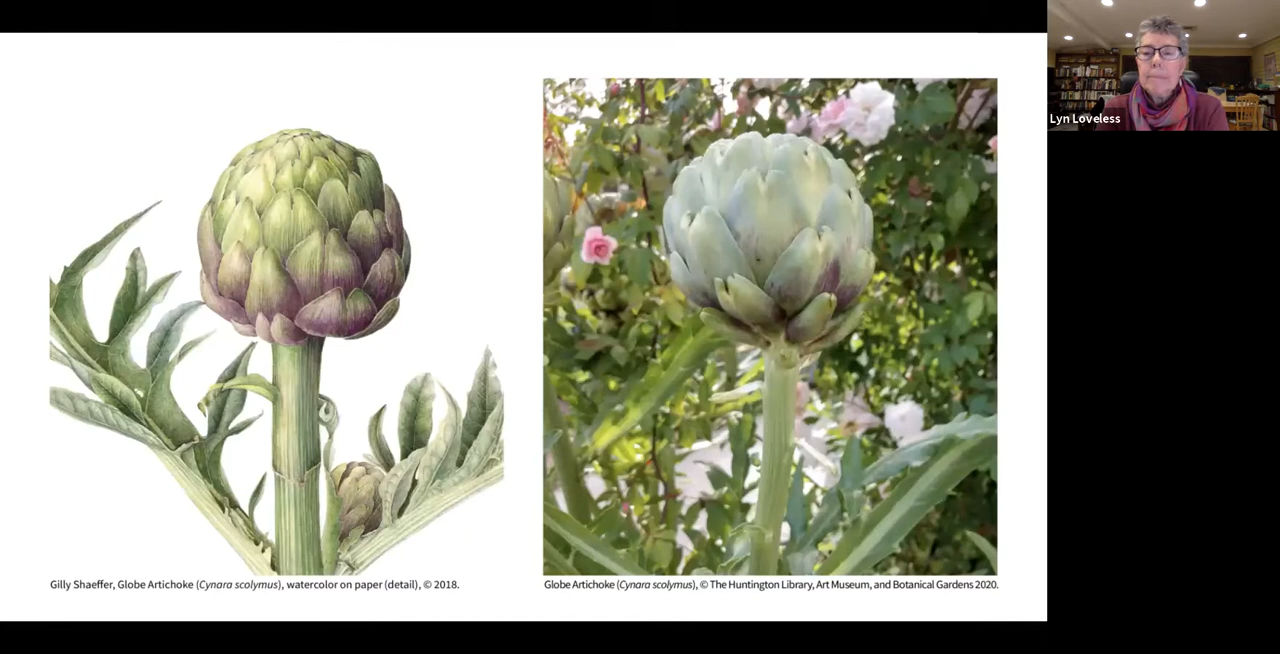 Lyn Loveless
Gilly Shaeffer, Globe Artichoke (Cynara scolymus), watercolor on paper (detail), © 2018.
Globe Artichoke (Cynara scolymus), © The Huntington Library, Art Museum, and Botanical Gardens 2020.